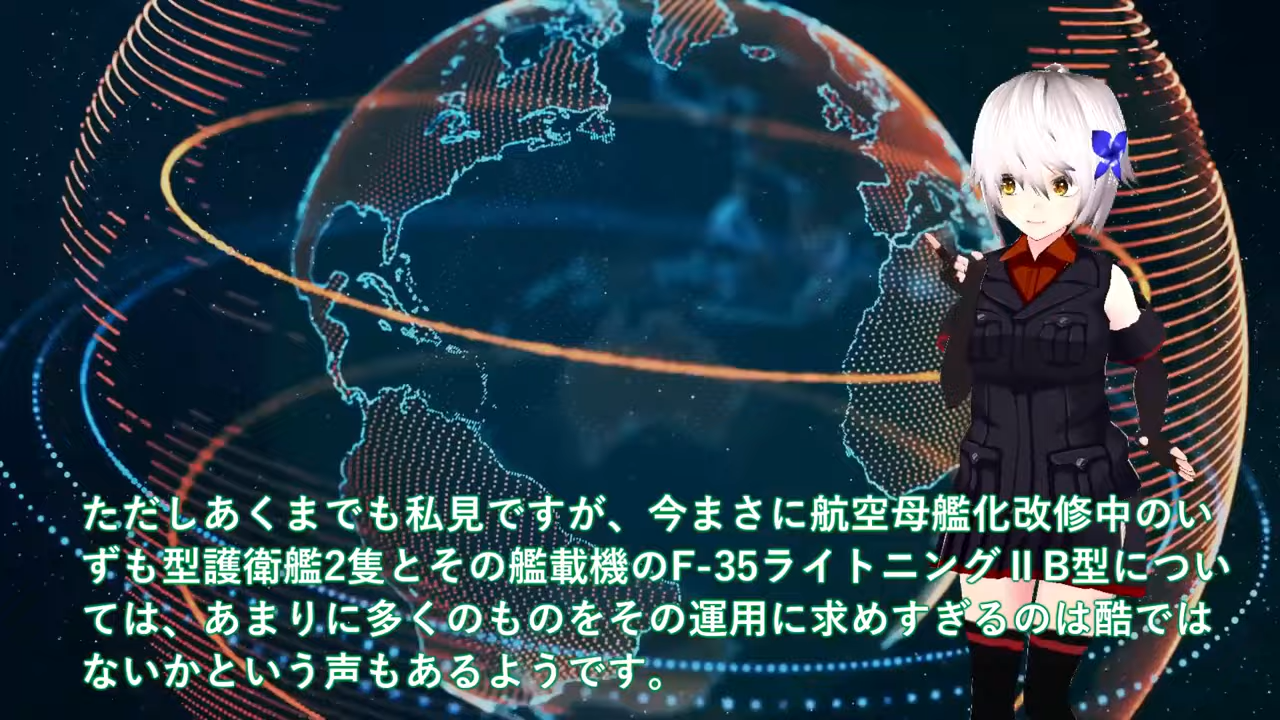 ただしあくまでも私見ですが、今まさに航空母艦化改修中のい
ずも型護衛艦2隻とその艦載機のF-35ライトニングⅡB型につい
ては、あまりに多くのものをその運用に求めすぎるのは酷では
ないかという声もあるようです。